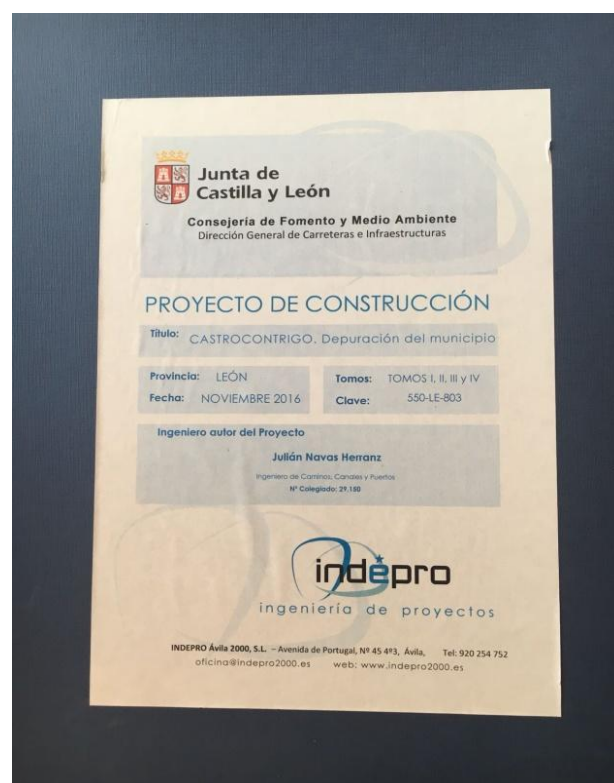 Junta de
Castilla y León
Consejería de Fomento y Medio Ambiente
Dirección General de Carreteras e Infraestructuras
PROYECTO DE CONSTRUCCIÓN
Título: CASTROCONTRIGO. Depuración del municipio
Provincia: LEÓN
Fecha: NOVIEMBRE 2016
Tomos: TOMOS I, II, III y IV
Clave: 550-LE-803
Ingeniero autor del Proyecto
Julián Navas Herranz
Ingeniero de Caminos, Canales y Puertos
Nº Colegiado: 29.180
indepro
ingeniería de proyectos
INDEPRO Ávila 2000, S.L. – Avenida de Portugal, Nº 45 4º3, Ávila, Tel: 920 254 752
oficina@indepro2000.es web: www.indepro2000.es